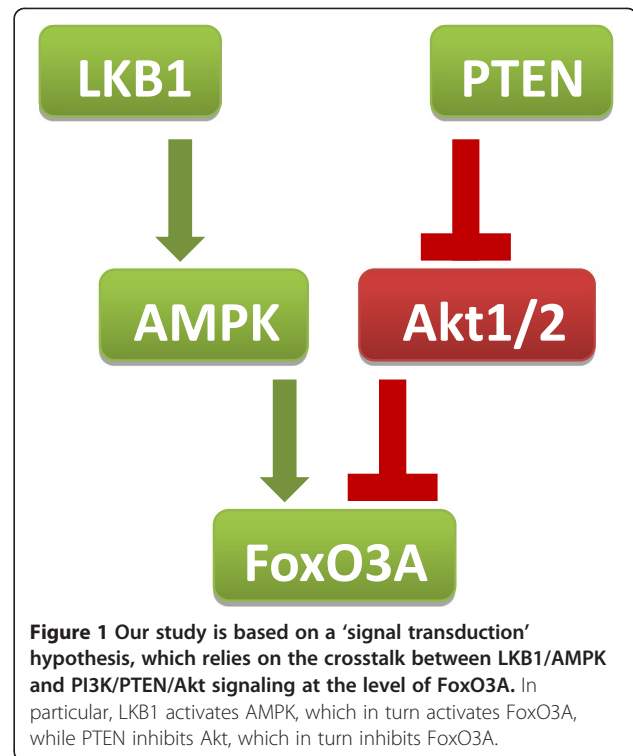 LKB1
PTEN
AMPK
Akt1/2
FoxO3A
Figure 1 Our study is based on a ‘signal transduction’
hypothesis, which relies on the crosstalk between LKB1/AMPK
and PI3K/PTEN/Akt signaling at the level of FoxO3A. In
particular, LKB1 activates AMPK, which in turn activates FoxO3A,
while PTEN inhibits Akt, which in turn inhibits FoxO3A.